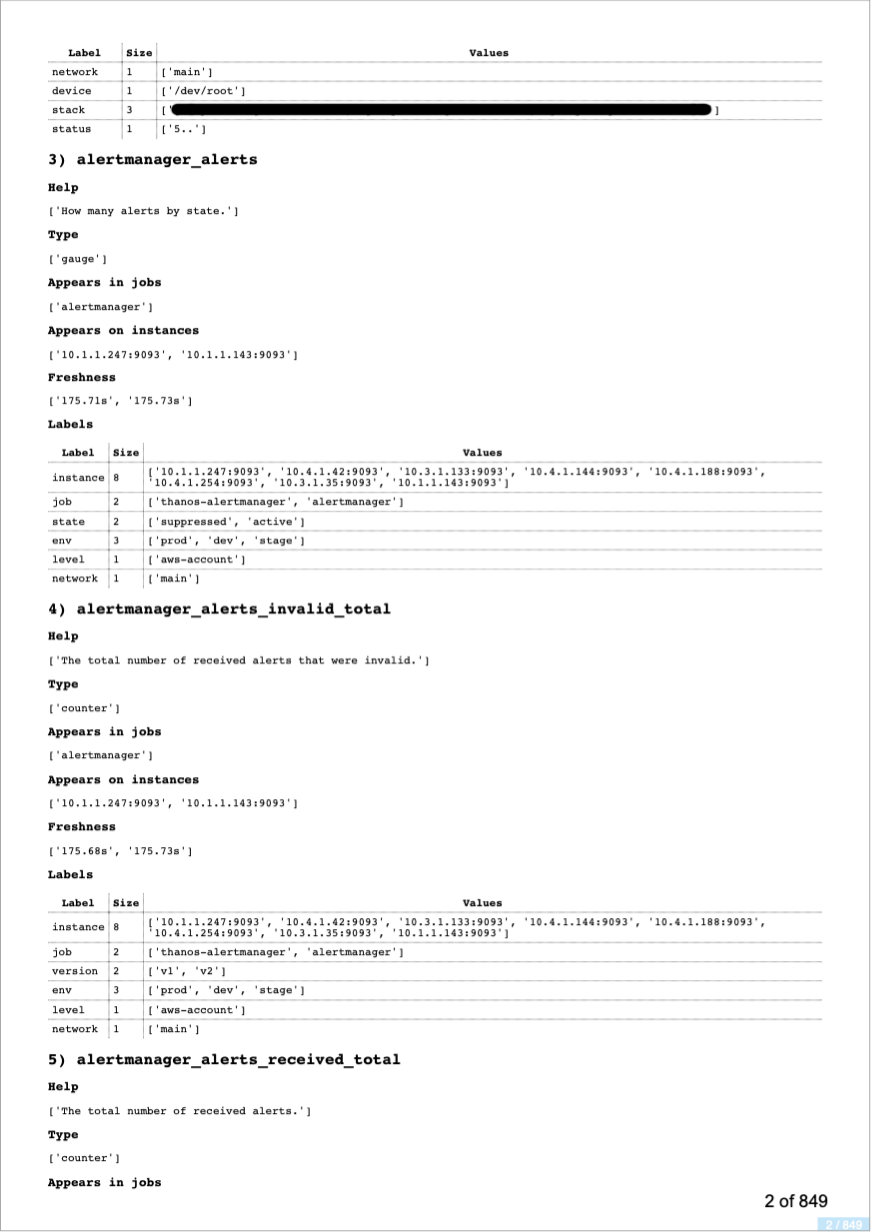 Label Size Values
network 1 ['main']
device 1 ['/dev/root']
stack 3 [' ]
status 1 ['5..']
3) alertmanager_alerts
Help
['How many alerts by state.']
Type
['gauge']
Appears in jobs
['alertmanager']
Appears on instances
['10.1.1.247:9093', '10.1.1.143:9093']
Freshness
['175.71s', '175.73s']
Labels
Label Size Values
instance 8 ['10.1.1.247:9093', '10.4.1.42:9093', '10.3.1.133:9093', '10.4.1.144:9093', '10.4.1.188:9093',
'10.4.1.254:9093', '10.3.1.35:9093', '10.1.1.143:9093']
job 2 ['thanos-alertmanager', 'alertmanager']
state 2 ['suppressed', 'active']
env 3 ['prod', 'dev', 'stage']
level 1 ['aws-account']
network 1 ['main']
4) alertmanager_alerts_invalid_total
Help
['The total number of received alerts that were invalid.']
Type
['counter']
Appears in jobs
['alertmanager']
Appears on instances
['10.1.1.247:9093', '10.1.1.143:9093']
Freshness
['175.68s', '175.73s']
Labels
Label Size Values
instance 8 ['10.1.1.247:9093', '10.4.1.42:9093', '10.3.1.133:9093', '10.4.1.144:9093', '10.4.1.188:9093',
'10.4.1.254:9093', '10.3.1.35:9093', '10.1.1.143:9093']
job 2 ['thanos-alertmanager', 'alertmanager']
version 2 ['v1', 'v2']
env 3 ['prod', 'dev', 'stage']
level 1 ['aws-account']
network 1 ['main']
5) alertmanager_alerts_received_total
Help
['The total number of received alerts.']
Type
['counter']
Appears in jobs
2 of 849
2 / 849